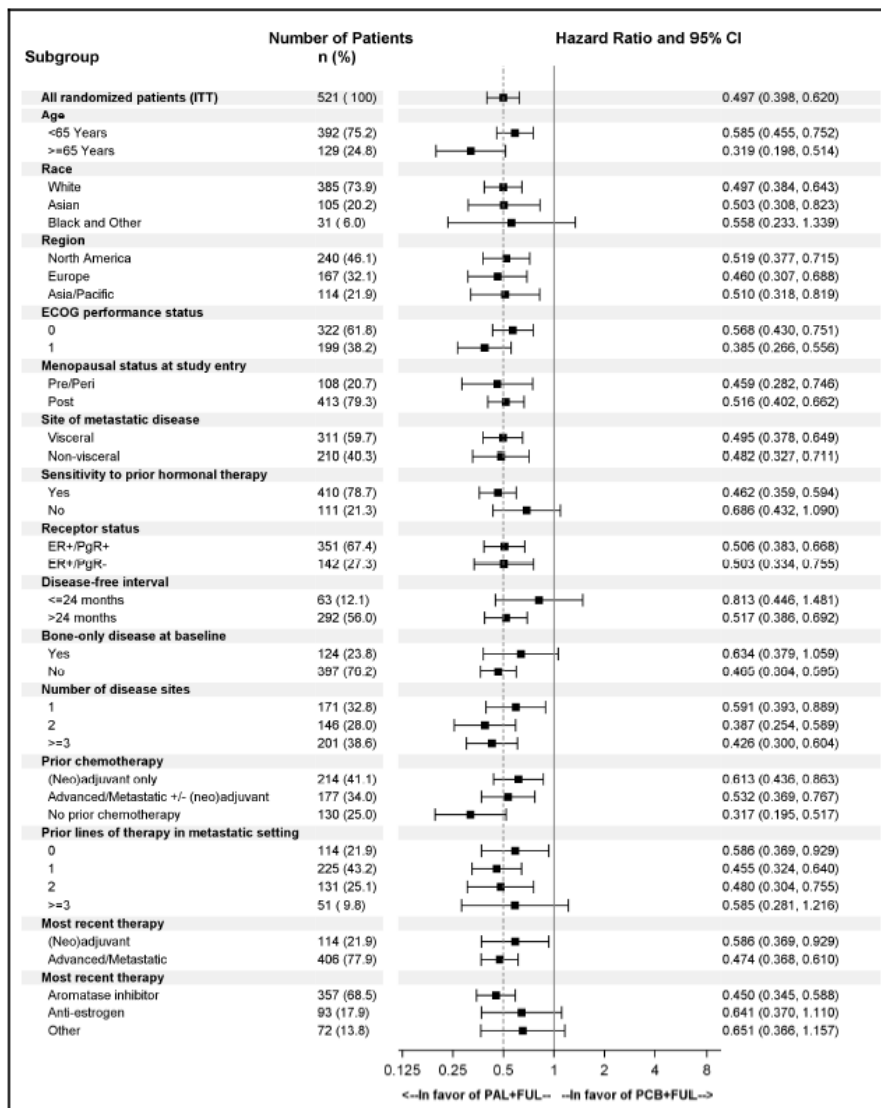 Number of Patients Hazard Ratio and 95% CI
Subgroup n (%)
All randomized patients (ITT) 521 ( 100) 0.497 (0.398, 0.620)
Age
<65 Years 392 (75.2) 0.585 (0.455, 0.752)
>=65 Years 129 (24.8) 0.319 (0.198, 0.514)
Race
White 385 (73.9) 0.497 (0.384, 0.643)
Asian 105 (20.2) 0.503 (0.308, 0.823)
Black and Other 31 ( 6.0) 0.558 (0.233, 1.339)
Region
North America 240 (46.1) 0.519 (0.377, 0.715)
Europe 167 (32.1) 0.460 (0.307, 0.688)
Asia/Pacific 114 (21.9) 0.510 (0.318, 0.819)
ECOG performance status
0 322 (61.8) 0.568 (0.430, 0.751)
1 199 (38.2) 0.385 (0.266, 0.556)
Menopausal status at study entry
Pre/Peri 108 (20.7) 0.459 (0.282, 0.746)
Post 413 (79.3) 0.516 (0.402, 0.662)
Site of metastatic disease
Visceral 311 (59.7) 0.495 (0.378, 0.649)
Non-visceral 210 (40.3) 0.482 (0.327, 0.711)
Sensitivity to prior hormonal therapy
Yes 410 (78.7) 0.462 (0.359, 0.594)
No 111 (21.3) 0.686 (0.432, 1.090)
Receptor status
ER+/PgR+ 351 (67.4) 0.506 (0.383, 0.668)
ER+/PgR- 142 (27.3) 0.503 (0.334, 0.755)
Disease-free interval
<=24 months 63 (12.1) 0.813 (0.446, 1.481)
>24 months 292 (56.0) 0.517 (0.386, 0.692)
Bone-only disease at baseline
Yes 124 (23.8) 0.634 (0.379, 1.059)
No 397 (76.2) 0.465 (0.364, 0.595)
Number of disease sites
1 171 (32.8) 0.591 (0.393, 0.889)
2 146 (28.0) 0.387 (0.254, 0.589)
>=3 201 (38.6) 0.426 (0.300, 0.604)
Prior chemotherapy
(Neo)adjuvant only 214 (41.1) 0.613 (0.436, 0.863)
Advanced/Metastatic +/- (neo)adjuvant 177 (34.0) 0.532 (0.369, 0.767)
No prior chemotherapy 130 (25.0) 0.317 (0.195, 0.517)
Prior lines of therapy in metastatic setting
0 114 (21.9) 0.586 (0.369, 0.929)
1 225 (43.2) 0.455 (0.324, 0.640)
2 131 (25.1) 0.480 (0.304, 0.755)
>=3 51 ( 9.8) 0.585 (0.281, 1.216)
Most recent therapy
(Neo)adjuvant 114 (21.9) 0.586 (0.369, 0.929)
Advanced/Metastatic 406 (77.9) 0.474 (0.368, 0.610)
Most recent therapy
Aromatase inhibitor 357 (68.5) 0.450 (0.345, 0.588)
Anti-estrogen 93 (17.9) 0.641 (0.370, 1.110)
Other 72 (13.8) 0.651 (0.366, 1.157)
0.125 0.25 0.5 1 2 4 8
<--In favor of PAL+FUL-- --In favor of PCB+FUL-->